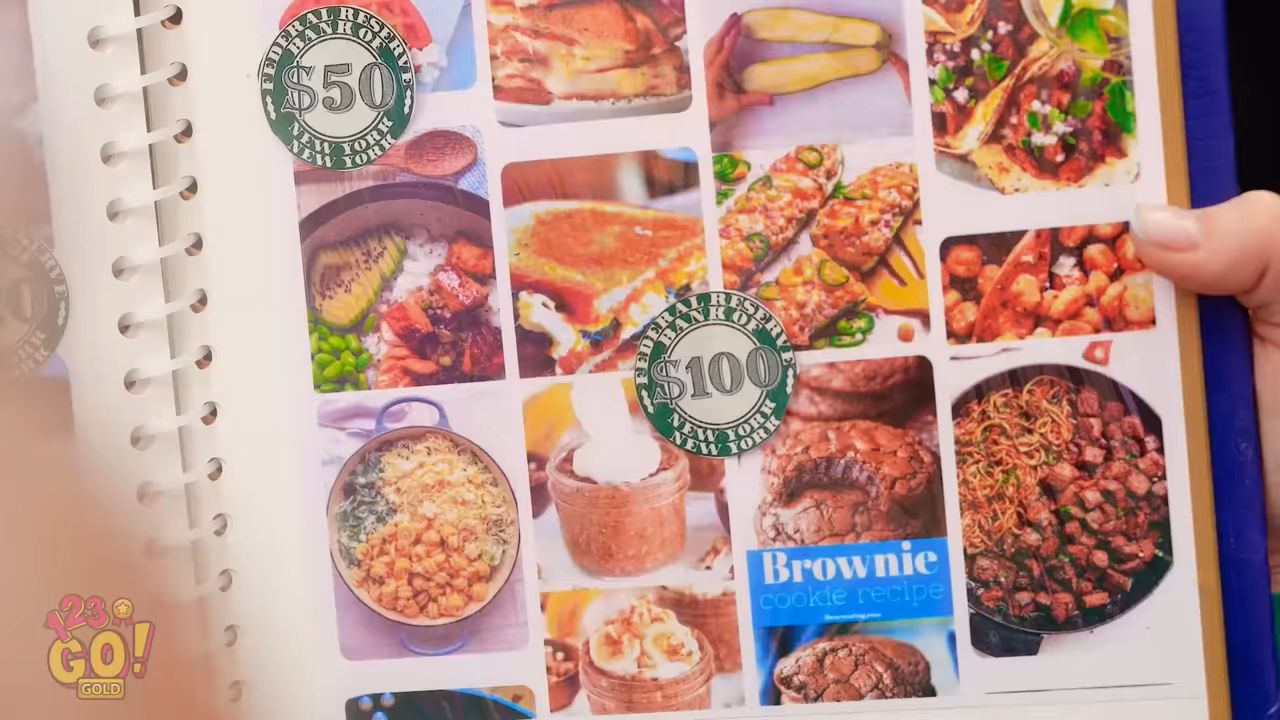 FEDERAL RESERVE
BANK OF
$50
NEW YORK
NEW YORK
FEDERAL RESERVE
BANK OF
$100
NEW YORK
NEW YORK
Brownie
cookie recipe
123
GO!
GOLD